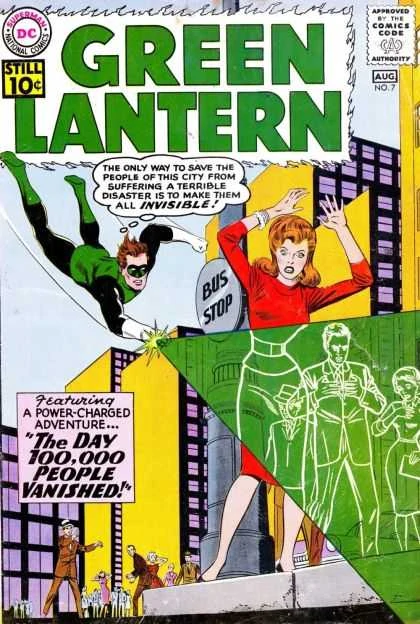 SUPERMAN
DC
NATIONAL COMICS
STILL
10¢
GREEN
LANTERN
APPROVED
BY THE
COMICS
CODE
CA
AUTHORITY
AUG.
NO. 7
THE ONLY WAY TO SAVE THE
PEOPLE OF THIS CITY FROM
SUFFERING A TERRIBLE
DISASTER IS TO MAKE THEM
ALL INVISIBLE!
BUS
STOP
Featuring
A POWER-CHARGED
ADVENTURE...
"The DAY
100,000
PEOPLE
VANISHED!"